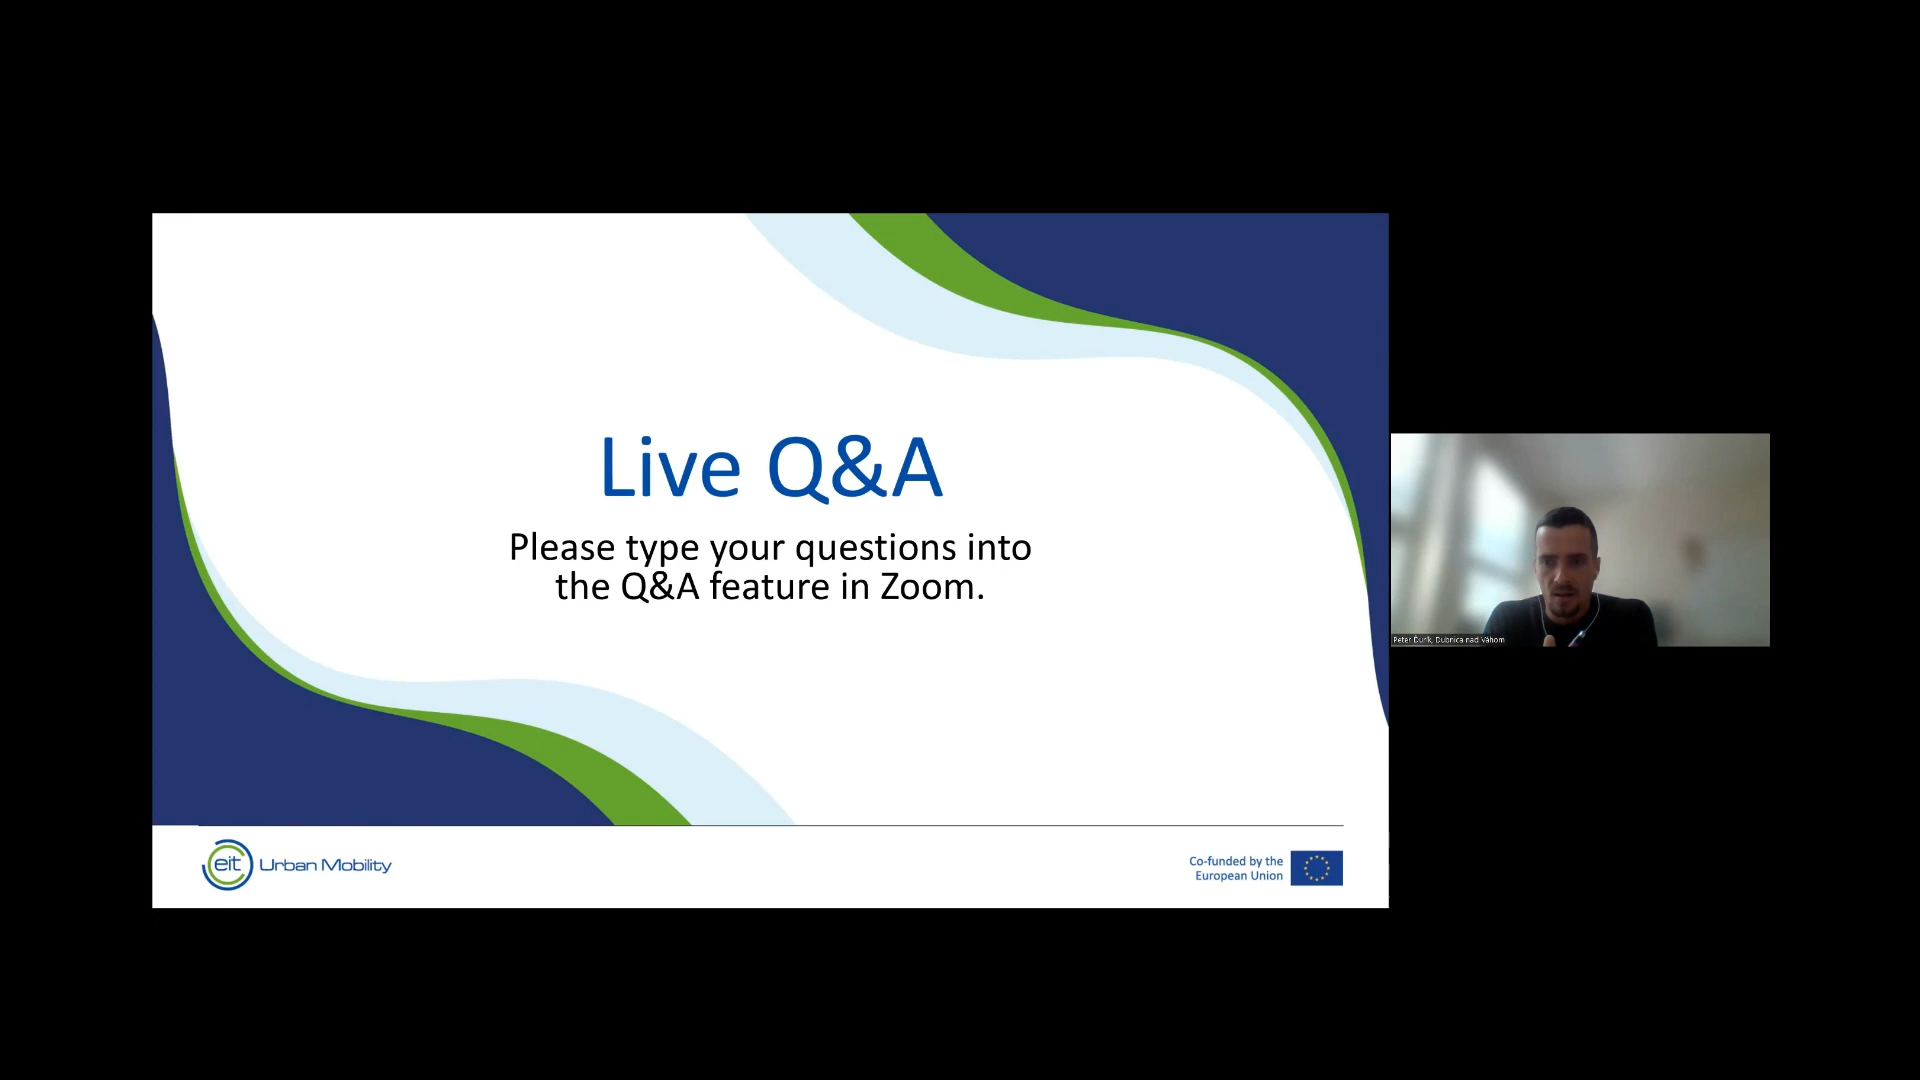 Live Q&A
Please type your questions into
the Q&A feature in Zoom.
Peter Ďurík, Dubnica nad Váhom
eit Urban Mobility
Co-funded by the
European Union